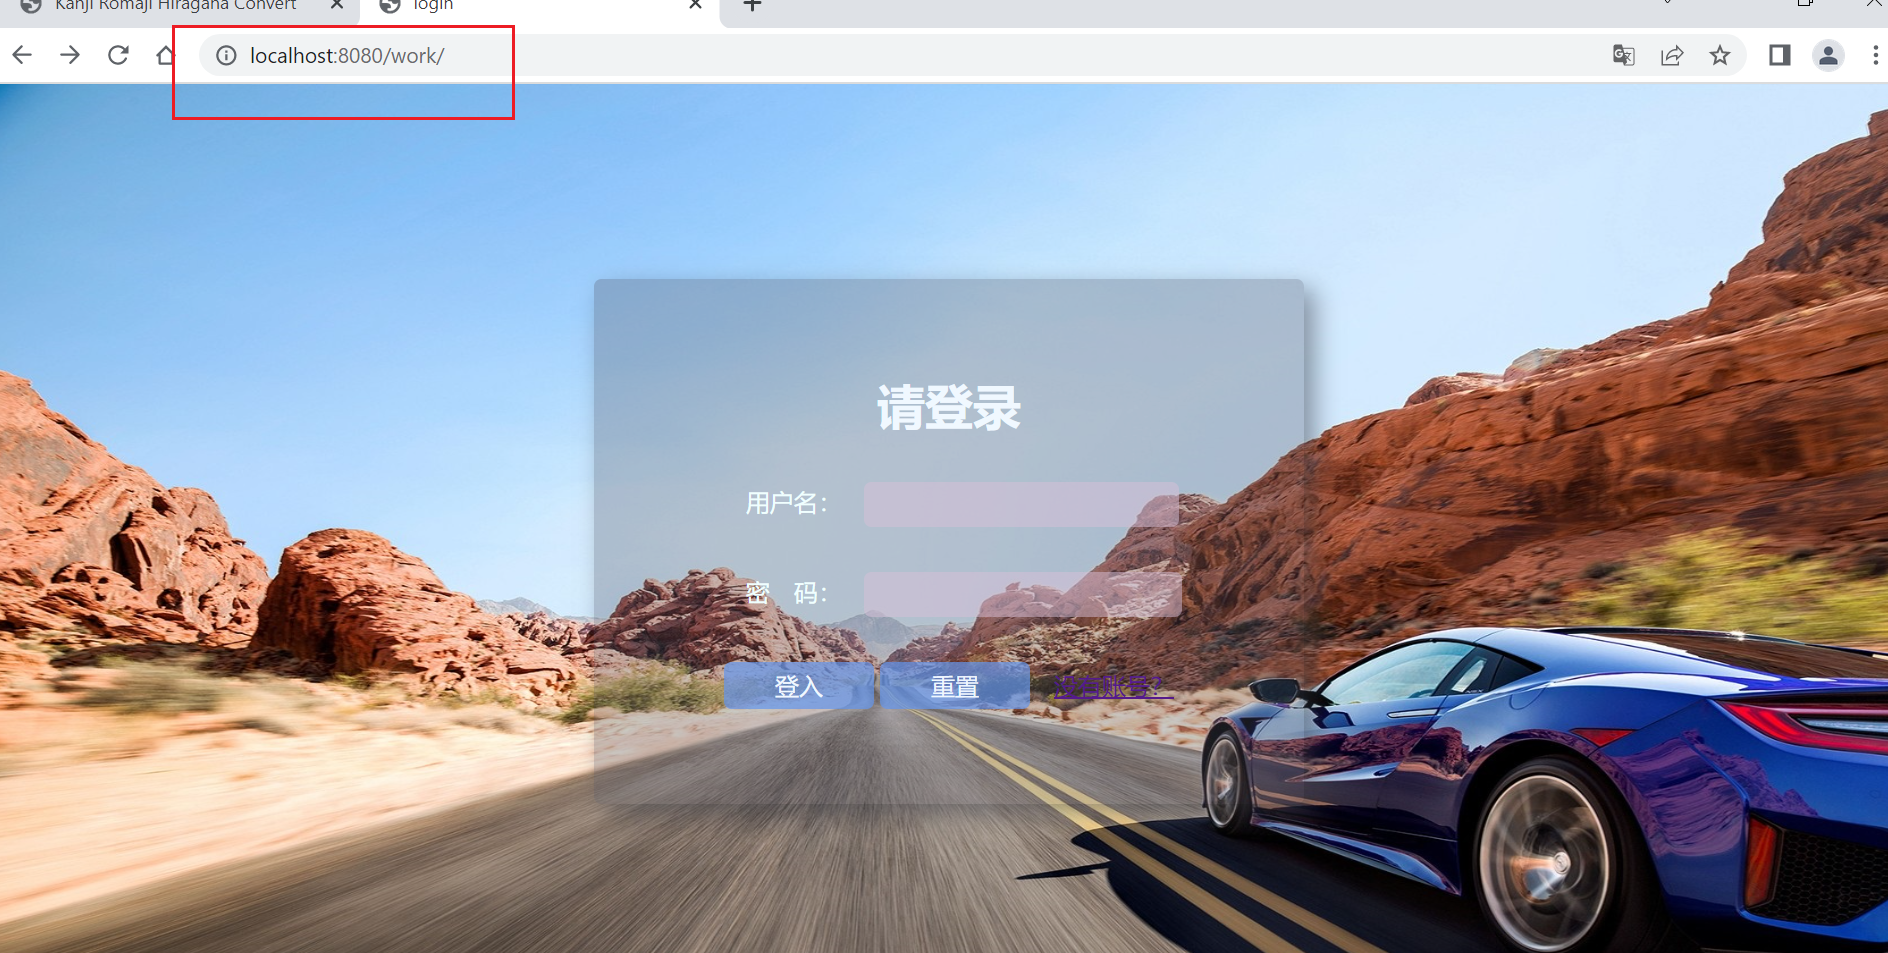 Kanji Romaji Hiragana Convert
login
localhost:8080/work/
请登录
用户名：
密 码：
登入 重置 没有账号？